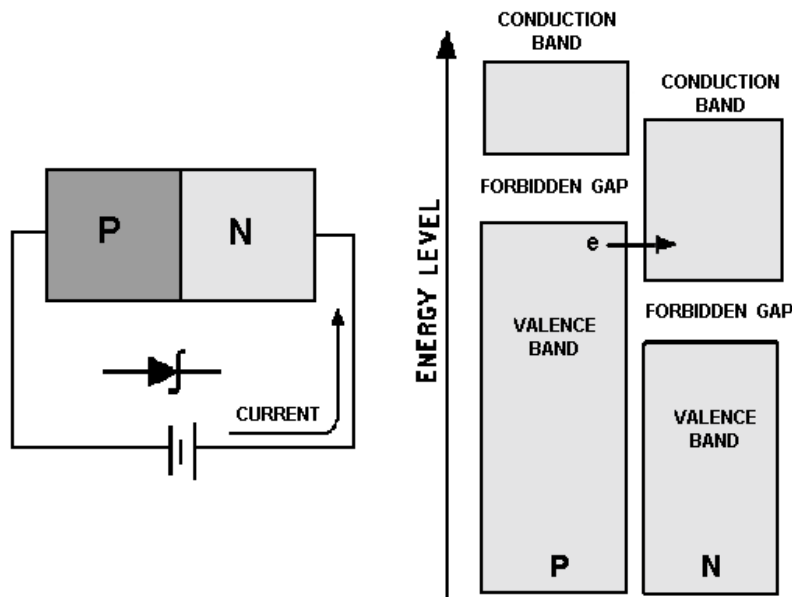 P
N
CURRENT
ENERGY LEVEL
CONDUCTION
BAND
CONDUCTION
BAND
FORBIDDEN GAP
e
FORBIDDEN GAP
VALENCE
BAND
VALENCE
BAND
P
N